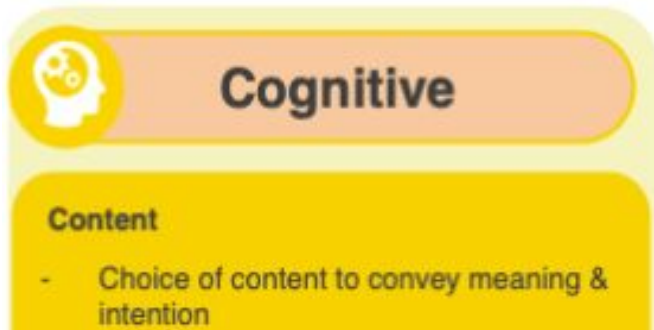 Cognitive
Content
- Choice of content to convey meaning &
intention